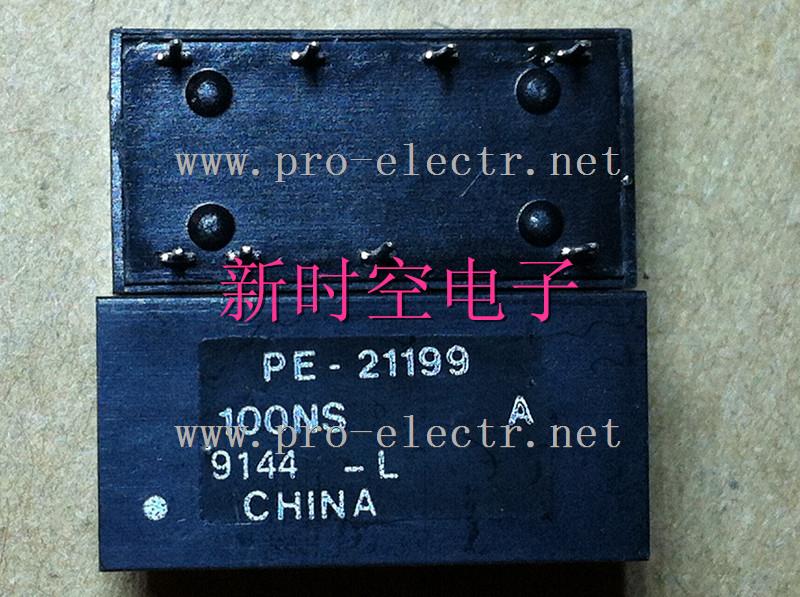 www.pro-electr.net
新时空电子
PE-21199
100NS A
www.pro-electr.net
9144 -L
CHINA